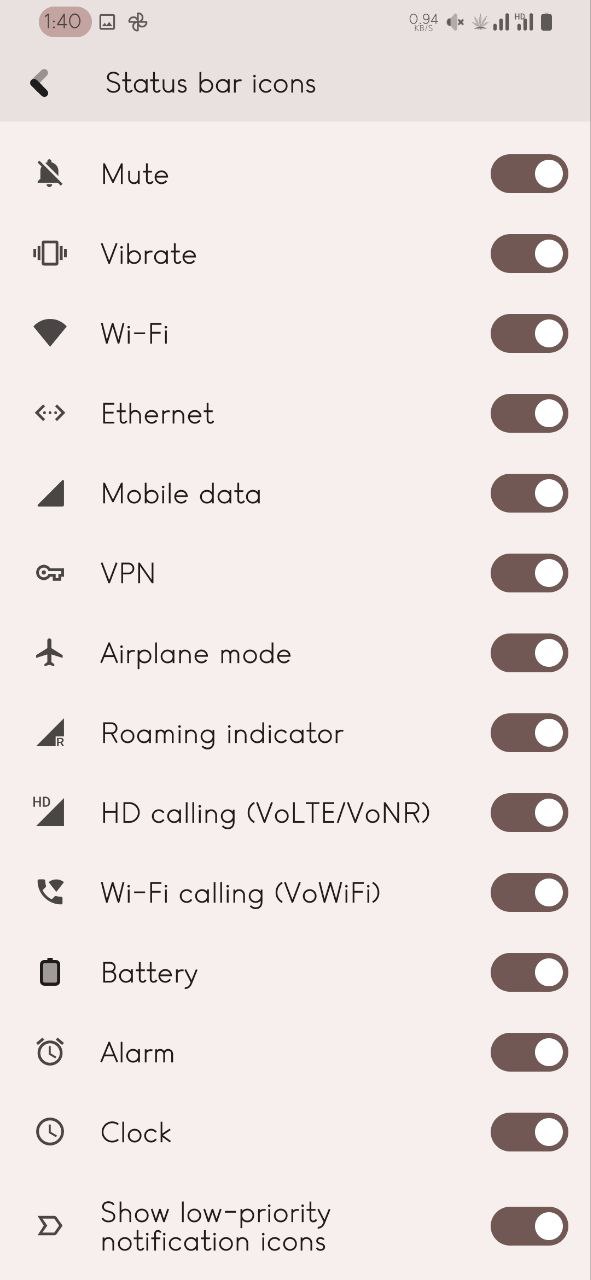 1:40 0.94 KB/S HD
Status bar icons
Mute
Vibrate
Wi-Fi
Ethernet
Mobile data
VPN
Airplane mode
R Roaming indicator
HD HD calling (VoLTE/VoNR)
Wi-Fi calling (VoWiFi)
Battery
Alarm
Clock
Show low-priority
notification icons